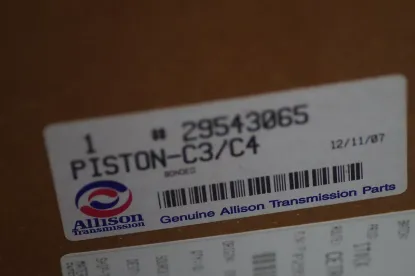 1 # 29543065
PISTON-C3/C4 12/11/07
BONDED
Allison
Transmission
Genuine Allison Transmission Parts